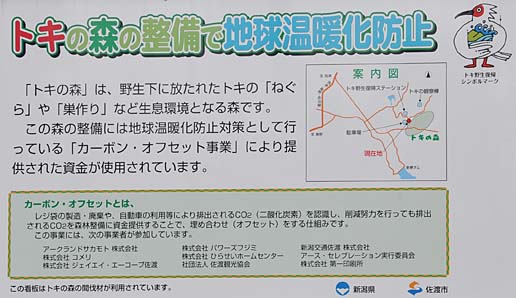 トキの森の整備で地球温暖化防止
トキ野生復帰
シンボルマーク
「トキの森」は、野生下に放たれたトキの「ねぐ
ら」や「巣作り」など生息環境となる森です。
この森の整備には地球温暖化防止対策として行
っている「カーボン・オフセット事業」により提
供された資金が使用されています。
案内図
トキ野生復帰ステーション
トキの観察棟
駐車場
トキの森
現在地
カーボン・オフセットとは、
レジ袋の製造・廃棄や、自動車の利用等により排出されるCO2（二酸化炭素）を認識し、削減努力を行っても排出
されるCO2を森林整備に資金提供することで、埋め合わせ（オフセット）をする仕組みです。
この事業には、次の事業者が参加しています。
アークランドサカモト 株式会社　株式会社 パワーズフジミ　新潟交通佐渡 株式会社
株式会社 コメリ　株式会社 ひらせいホームセンター　アース・セレブレーション実行委員会
株式会社 ジェイエイ・エーコープ佐渡　社団法人 佐渡観光協会　株式会社 第一印刷所
この看板はトキの森の間伐材が利用されています。
新潟県　佐渡市